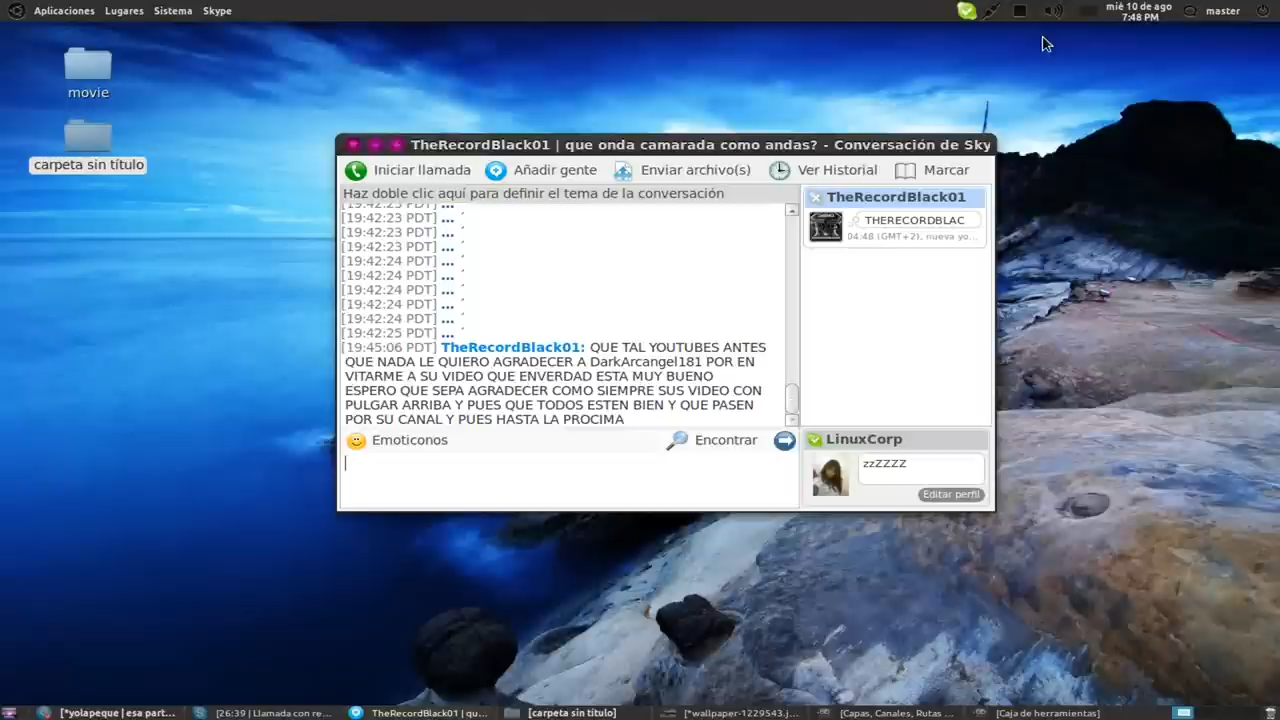 Aplicaciones Lugares Sistema Skype
mié 10 de ago
7:48 PM
master
movie
carpeta sin título
TheRecordBlack01 | que onda camarada como andas? - Conversación de Sky
Iniciar llamada Añadir gente Enviar archivo(s) Ver Historial Marcar
Haz doble clic aquí para definir el tema de la conversación
[19:42:23 PDT] ...
[19:42:23 PDT] ...
[19:42:23 PDT] ...
[19:42:23 PDT] ...
[19:42:24 PDT] ...
[19:42:24 PDT] ...
[19:42:24 PDT] ...
[19:42:24 PDT] ...
[19:42:24 PDT] ...
[19:42:25 PDT] ...
[19:45:06 PDT] TheRecordBlack01: QUE TAL YOUTUBES ANTES
QUE NADA LE QUIERO AGRADECER A DarkArcangel181 POR EN
VITARME A SU VIDEO QUE ENVERDAD ESTA MUY BUENO
ESPERO QUE SEPA AGRADECER COMO SIEMPRE SUS VIDEO CON
PULGAR ARRIBA Y PUES QUE TODOS ESTEN BIEN Y QUE PASEN
POR SU CANAL Y PUES HASTA LA PROCIMA
TheRecordBlack01
THERECORDBLAC
04:48 (GMT+2), nueva yo...
Emoticonos Encontrar
LinuxCorp
zzZZZZ
Editar perfil
[*yolapeque | esa part... [26:39 | Llamada con re... TheRecordBlack01 | qu... [carpeta sin título] [*wallpaper-1229543.j... [Capas, Canales, Rutas ... [Caja de herramientas]